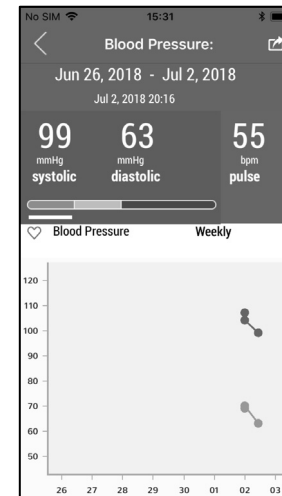 No SIM 15:31
Blood Pressure:
Jun 26, 2018 - Jul 2, 2018
Jul 2, 2018 20:16
99 63 55
mmHg mmHg bpm
systolic diastolic pulse
Blood Pressure Weekly
120
110
100
90
80
70
60
50
26 27 28 29 30 01 02 03